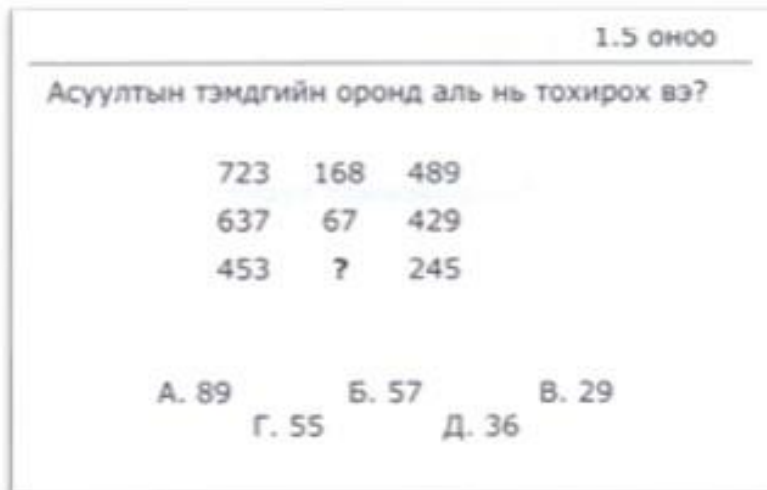 1.5 оноо
Асуултын тэмдгийн оронд аль нь тохирох вэ?
723 168 489
637 67 429
453 ? 245
А. 89 Б. 57 В. 29
Г. 55 Д. 36